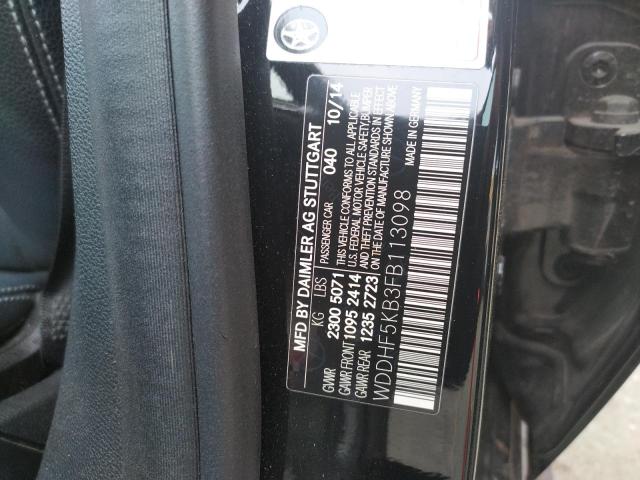 MFD BY DAIMLER AG STUTTGART
KG LBS PASSENGER CAR 040 10/14
GVWR 2300 5071 THIS VEHICLE CONFORMS TO ALL APPLICABLE
GAWR FRONT 1095 2414 U.S. FEDERAL MOTOR VEHICLE SAFETY, BUMPER
GAWR REAR 1235 2723 AND THEFT PREVENTION STANDARDS IN EFFECT
ON THE DATE OF MANUFACTURE SHOWN ABOVE
WDDHF5KB3FB113098 MADE IN GERMANY